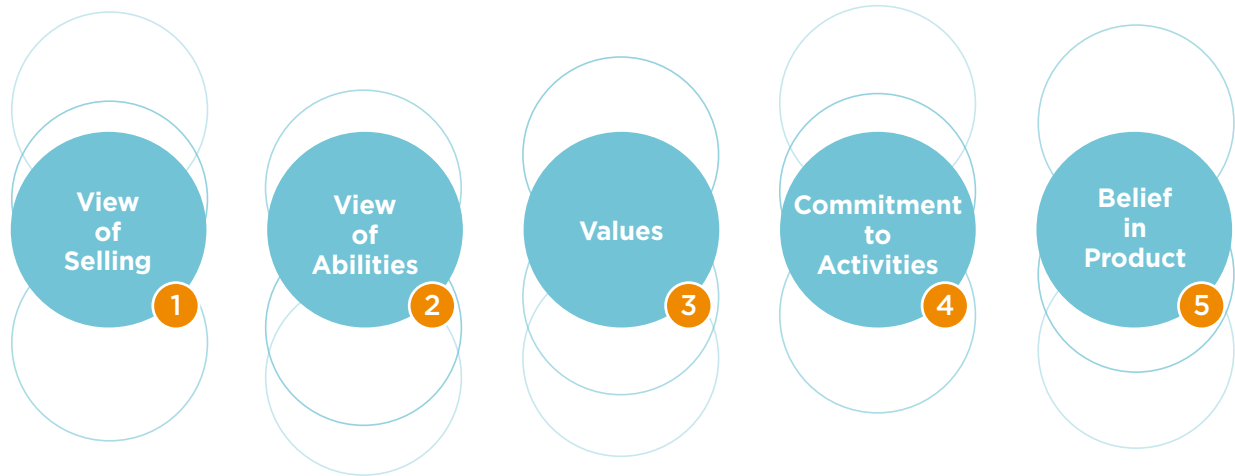 View
of
Selling
1
View
of
Abilities
2
Values
3
Commitment
to
Activities
4
Belief
in
Product
5